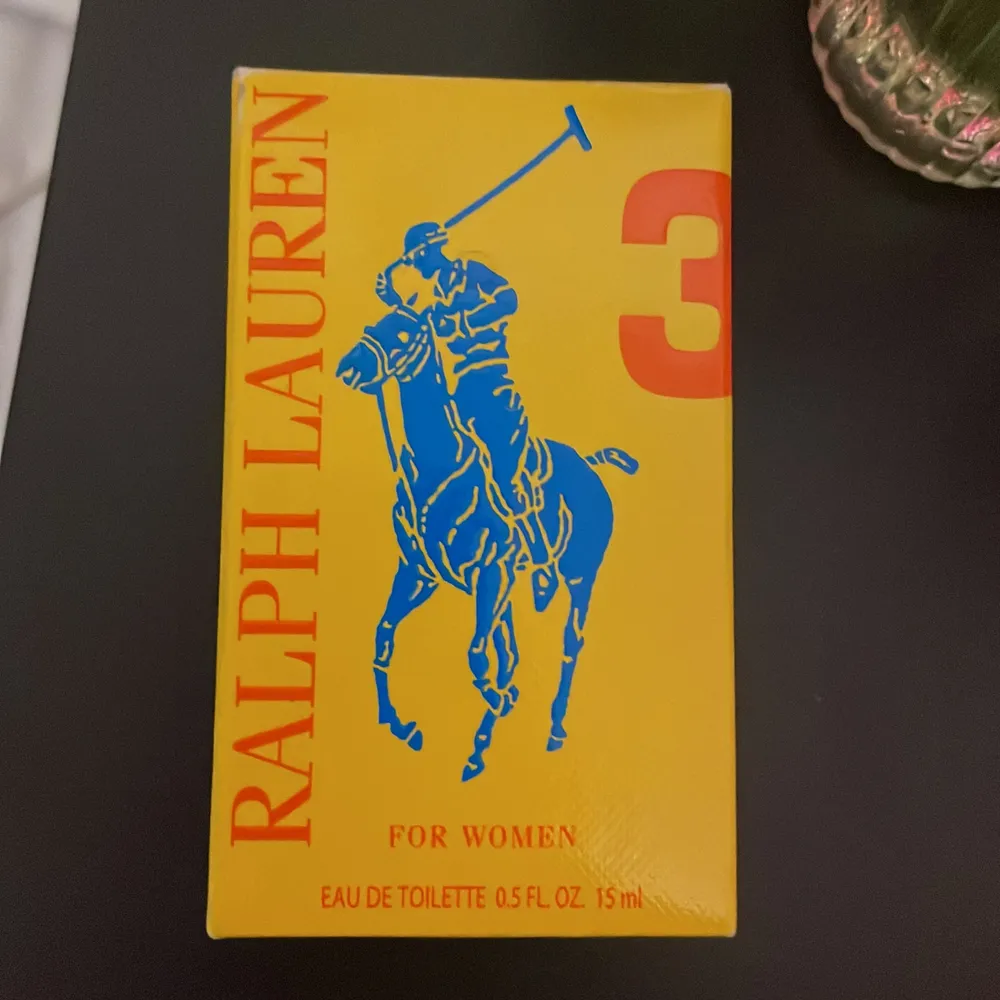 RALPH LAUREN
3
FOR WOMEN
EAU DE TOILETTE 0.5 FL. OZ. 15 ml